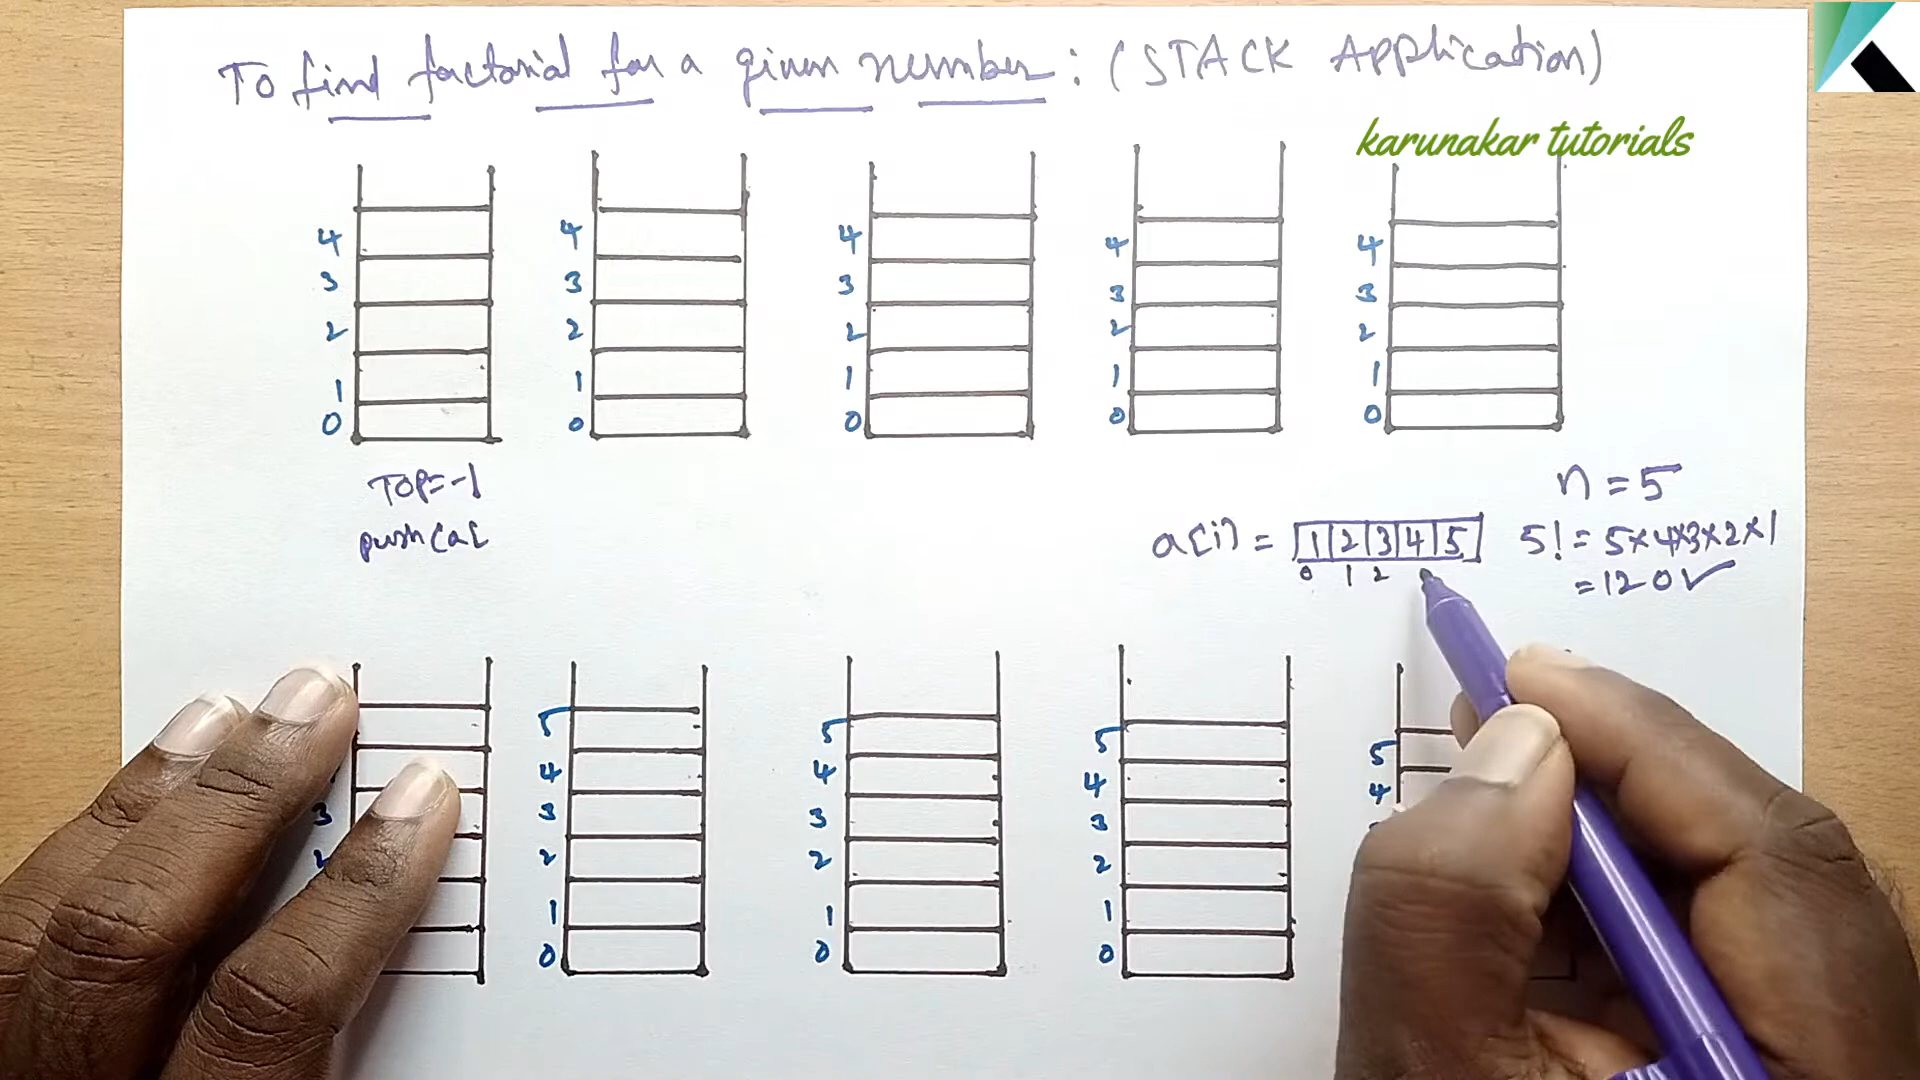 To find factorial for a given number: (STACK Application)
karunakar tutorials
4 4 4 4 4
3 3 3 3 3
2 2 2 2 2
1 1 1 1 1
0 0 0 0 0
TOP=-1
push(a[
n=5
a[i] = 1 2 3 4 5
0 1 2
5! = 5×4×3×2×1
=120✓
5 5 5 5
4 4 4 4
3 3 3 3
2 2 2 2
1 1 1
0 0 0